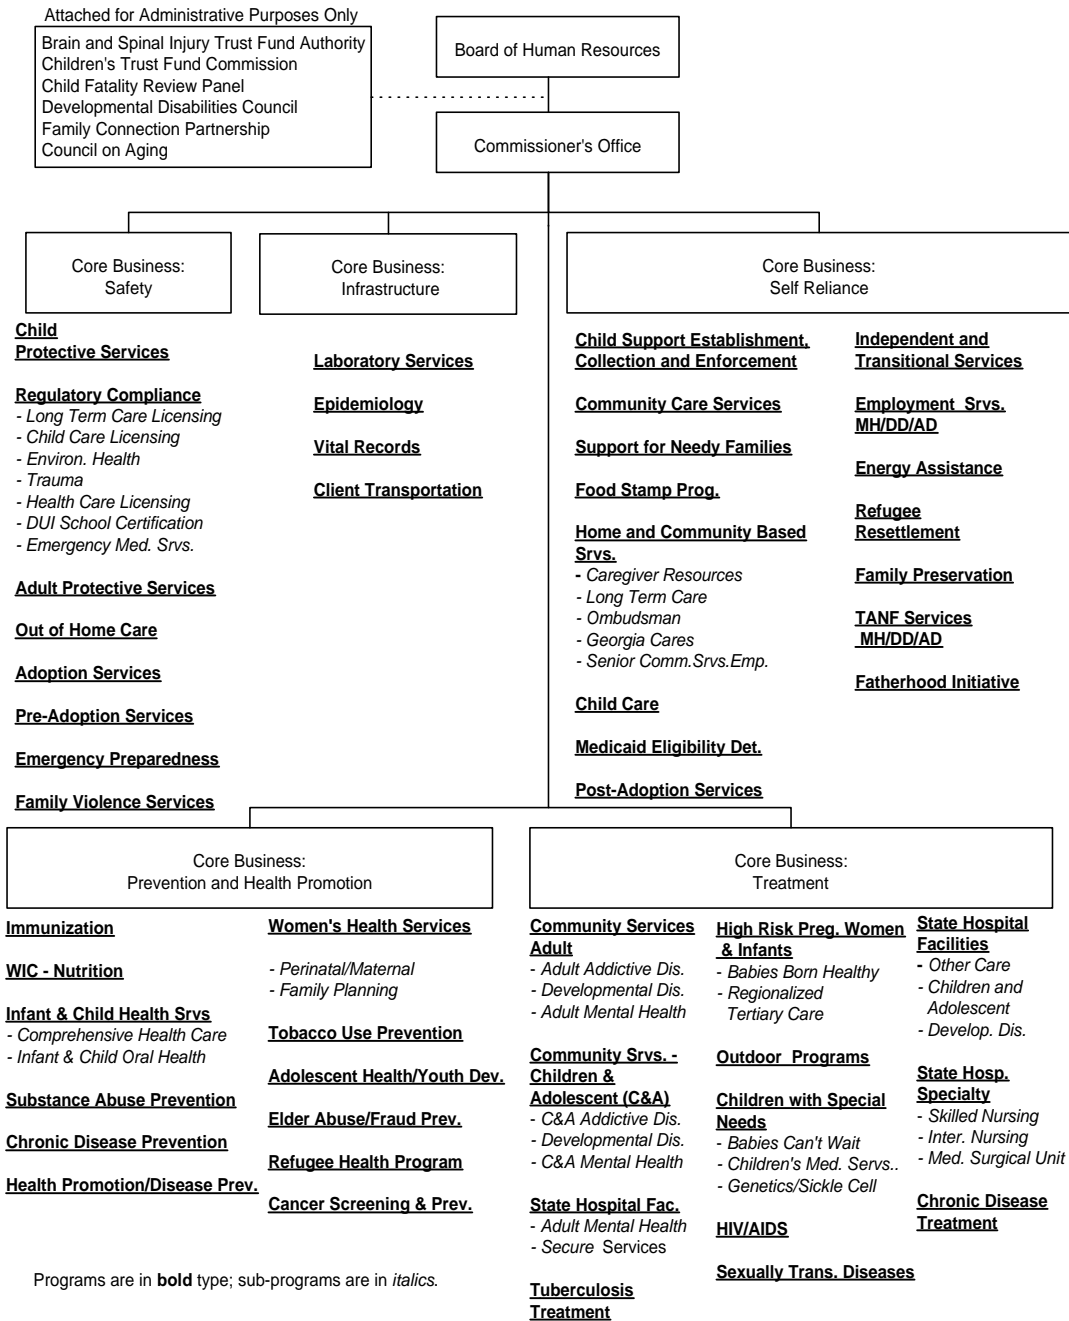 Attached for Administrative Purposes Only
Brain and Spinal Injury Trust Fund Authority
Children's Trust Fund Commission
Child Fatality Review Panel
Developmental Disabilities Council
Family Connection Partnership
Council on Aging
Board of Human Resources
Commissioner's Office
Core Business:
Safety
Child
Protective Services
Regulatory Compliance
- Long Term Care Licensing
- Child Care Licensing
- Environ. Health
- Trauma
- Health Care Licensing
- DUI School Certification
- Emergency Med. Srvs.
Adult Protective Services
Out of Home Care
Adoption Services
Pre-Adoption Services
Emergency Preparedness
Family Violence Services
Core Business:
Infrastructure
Laboratory Services
Epidemiology
Vital Records
Client Transportation
Core Business:
Self Reliance
Child Support Establishment,
Collection and Enforcement
Community Care Services
Support for Needy Families
Food Stamp Prog.
Home and Community Based
Srvs.
- Caregiver Resources
- Long Term Care
- Ombudsman
- Georgia Cares
- Senior Comm.Srvs.Emp.
Child Care
Medicaid Eligibility Det.
Post-Adoption Services
Independent and
Transitional Services
Employment Srvs.
MH/DD/AD
Energy Assistance
Refugee
Resettlement
Family Preservation
TANF Services
MH/DD/AD
Fatherhood Initiative
Core Business:
Prevention and Health Promotion
Immunization
WIC - Nutrition
Infant & Child Health Srvs
- Comprehensive Health Care
- Infant & Child Oral Health
Substance Abuse Prevention
Chronic Disease Prevention
Health Promotion/Disease Prev.
Women's Health Services
- Perinatal/Maternal
- Family Planning
Tobacco Use Prevention
Adolescent Health/Youth Dev.
Elder Abuse/Fraud Prev.
Refugee Health Program
Cancer Screening & Prev.
Core Business:
Treatment
Community Services
Adult
- Adult Addictive Dis.
- Developmental Dis.
- Adult Mental Health
Community Srvs. -
Children &
Adolescent (C&A)
- C&A Addictive Dis.
- Developmental Dis.
- C&A Mental Health
State Hospital Fac.
- Adult Mental Health
- Secure Services
Tuberculosis
Treatment
High Risk Preg. Women
& Infants
- Babies Born Healthy
- Regionalized
Tertiary Care
Outdoor Programs
Children with Special
Needs
- Babies Can't Wait
- Children's Med. Servs..
- Genetics/Sickle Cell
HIV/AIDS
Sexually Trans. Diseases
State Hospital
Facilities
- Other Care
- Children and
Adolescent
- Develop. Dis.
State Hosp.
Specialty
- Skilled Nursing
- Inter. Nursing
- Med. Surgical Unit
Chronic Disease
Treatment
Programs are in bold type; sub-programs are in italics.